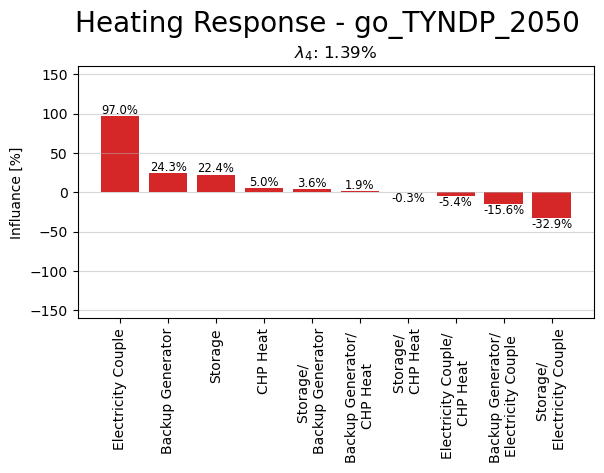 Heating Response - go_TYNDP_2050
λ4: 1.39%
Influance [%]
150
100
50
0
−50
−100
−150
97.0%
24.3%
22.4%
5.0%
3.6%
1.9%
-0.3%
-5.4%
-15.6%
-32.9%
Electricity Couple
Backup Generator
Storage
CHP Heat
Storage/
Backup Generator
Backup Generator/
CHP Heat
Storage/
CHP Heat
Electricity Couple/
CHP Heat
Backup Generator/
Electricity Couple
Storage/
Electricity Couple